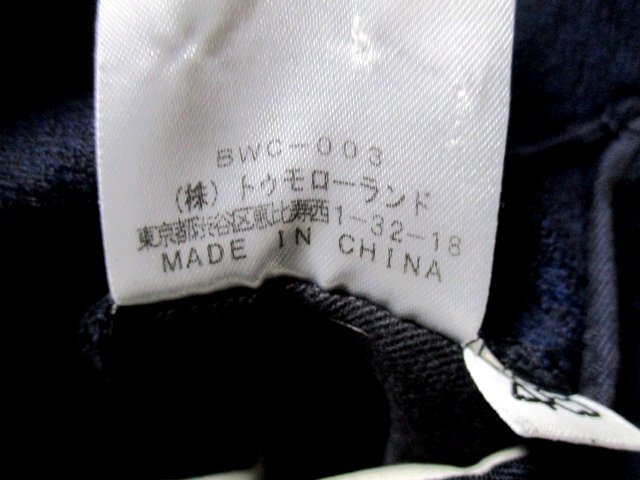 BWC-003
(株)トゥモローランド
東京都渋谷区恵比寿西1-32-18
MADE IN CHINA